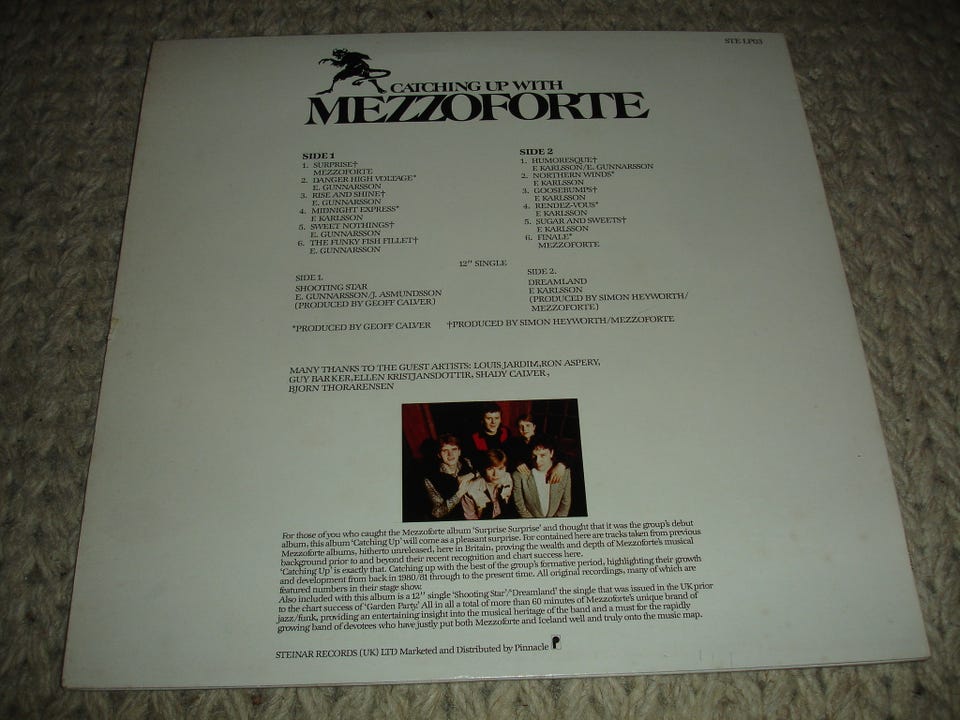 STE LP03
CATCHING UP WITH
MEZZOFORTE
SIDE 1
1. SURPRISE†
MEZZOFORTE
2. DANGER HIGH VOLTAGE*
E. GUNNARSSON
3. RISE AND SHINE†
E. GUNNARSSON
4. MIDNIGHT EXPRESS*
F. KARLSSON
5. SWEET NOTHINGS†
E. GUNNARSSON
6. THE FUNKY FISH FILLET†
E. GUNNARSSON
SIDE 2
1. HUMORESQUE†
F. KARLSSON/E. GUNNARSSON
2. NORTHERN WINDS*
F. KARLSSON
3. GOOSEBUMPS†
F. KARLSSON
4. RENDEZ-VOUS*
F. KARLSSON
5. SUGAR AND SWEETS†
F. KARLSSON
6. FINALE*
MEZZOFORTE
12" SINGLE
SIDE 1.
SHOOTING STAR
E. GUNNARSSON/J. ASMUNDSSON
(PRODUCED BY GEOFF CALVER)
SIDE 2.
DREAMLAND
F. KARLSSON
(PRODUCED BY SIMON HEYWORTH/
MEZZOFORTE)
*PRODUCED BY GEOFF CALVER †PRODUCED BY SIMON HEYWORTH/MEZZOFORTE
MANY THANKS TO THE GUEST ARTISTS: LOUIS JARDIM, RON ASPERY,
GUY BARKER, ELLEN KRISTJANSDOTTIR, SHADY CALVER,
BJORN THORARENSEN
For those of you who caught the Mezzoforte album 'Surprise Surprise' and thought that it was the group's debut
album, this album 'Catching Up' will come as a pleasant surprise. For contained here are tracks taken from previous
Mezzoforte albums, hitherto unreleased, here in Britain, proving the wealth and depth of Mezzoforte's musical
background prior to and beyond their recent recognition and chart success here.
'Catching Up' is exactly that. Catching up with the best of the group's formative period, highlighting their growth
and development from back in 1980/81 through to the present time. All original recordings, many of which are
featured numbers in their stage show.
Also included with this album is a 12" single 'Shooting Star'/'Dreamland' the single that was issued in the UK prior
to the chart success of 'Garden Party.' All in all a total of more than 60 minutes of Mezzoforte's unique brand of
jazz/funk, providing an entertaining insight into the musical heritage of the band and a must for the rapidly
growing band of devotees who have justly put both Mezzoforte and Iceland well and truly onto the music map.
STEINAR RECORDS (UK) LTD Marketed and Distributed by Pinnacle P